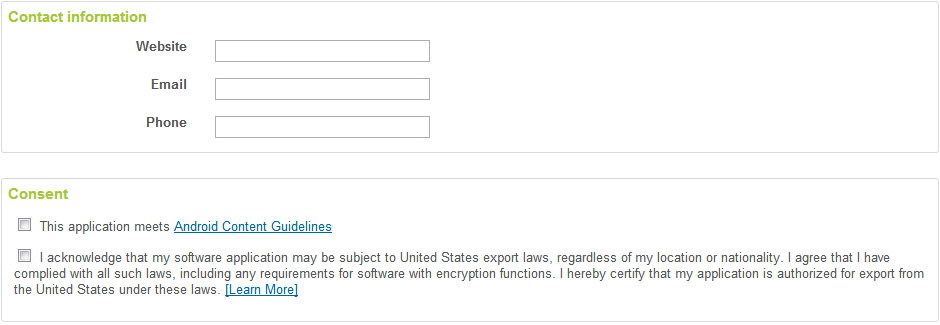 Contact information
Website
Email
Phone
Consent
This application meets Android Content Guidelines
I acknowledge that my software application may be subject to United States export laws, regardless of my location or nationality. I agree that I have
complied with all such laws, including any requirements for software with encryption functions. I hereby certify that my application is authorized for export from
the United States under these laws. [Learn More]